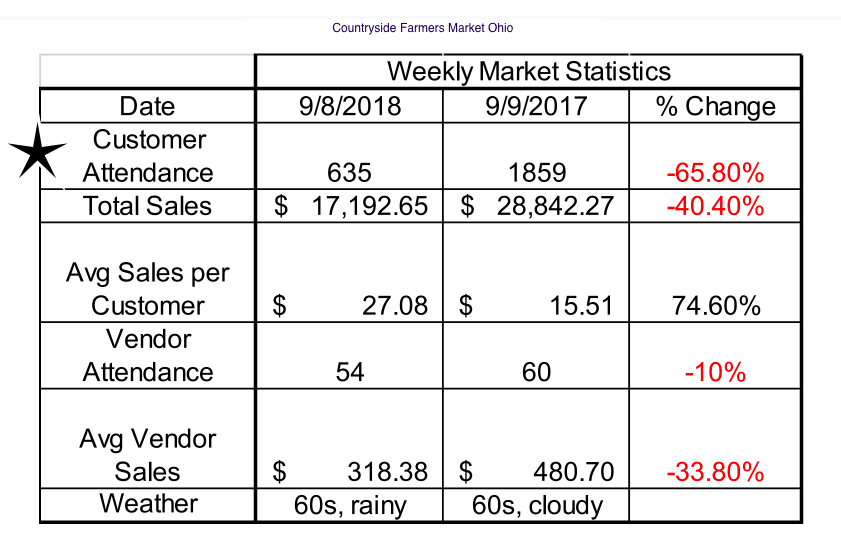 Countryside Farmers Market Ohio
Weekly Market Statistics
Date 9/8/2018 9/9/2017 % Change
Customer
Attendance 635 1859 -65.80%
Total Sales $ 17,192.65 $ 28,842.27 -40.40%
Avg Sales per
Customer $ 27.08 $ 15.51 74.60%
Vendor
Attendance 54 60 -10%
Avg Vendor
Sales $ 318.38 $ 480.70 -33.80%
Weather 60s, rainy 60s, cloudy